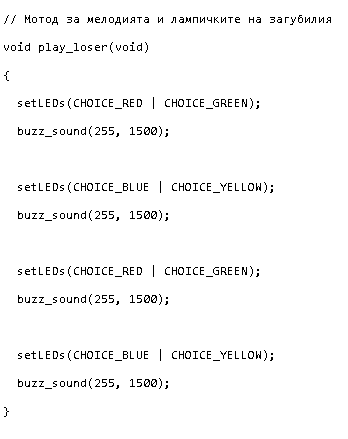 // Мотод за мелодията и лампичките на загубилия
void play_loser(void)
{
setLEDs(CHOICE_RED | CHOICE_GREEN);
buzz_sound(255, 1500);
setLEDs(CHOICE_BLUE | CHOICE_YELLOW);
buzz_sound(255, 1500);
setLEDs(CHOICE_RED | CHOICE_GREEN);
buzz_sound(255, 1500);
setLEDs(CHOICE_BLUE | CHOICE_YELLOW);
buzz_sound(255, 1500);
}